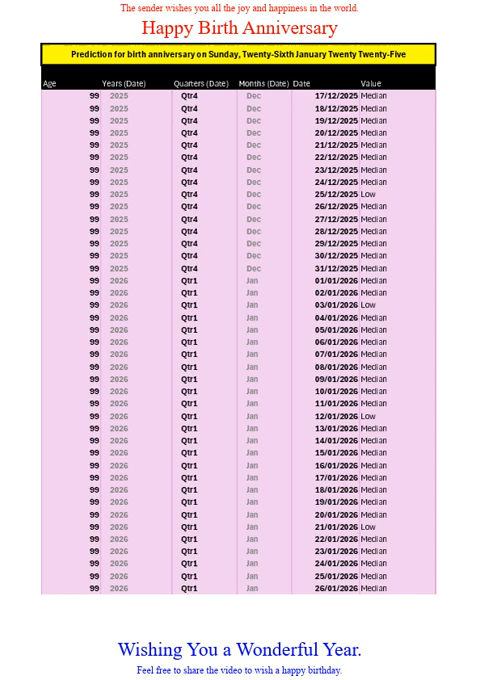 The sender wishes you all the joy and happiness in the world.
Happy Birth Anniversary
Prediction for birth anniversary on Sunday, Twenty-Sixth January Twenty Twenty-Five
Age Years (Date) Quarters (Date) Months (Date) Date Value
99 2025 Qtr4 Dec 17/12/2025 Median
99 2025 Qtr4 Dec 18/12/2025 Median
99 2025 Qtr4 Dec 19/12/2025 Median
99 2025 Qtr4 Dec 20/12/2025 Median
99 2025 Qtr4 Dec 21/12/2025 Median
99 2025 Qtr4 Dec 22/12/2025 Median
99 2025 Qtr4 Dec 23/12/2025 Median
99 2025 Qtr4 Dec 24/12/2025 Median
99 2025 Qtr4 Dec 25/12/2025 Low
99 2025 Qtr4 Dec 26/12/2025 Median
99 2025 Qtr4 Dec 27/12/2025 Median
99 2025 Qtr4 Dec 28/12/2025 Median
99 2025 Qtr4 Dec 29/12/2025 Median
99 2025 Qtr4 Dec 30/12/2025 Median
99 2025 Qtr4 Dec 31/12/2025 Median
99 2026 Qtr1 Jan 01/01/2026 Median
99 2026 Qtr1 Jan 02/01/2026 Median
99 2026 Qtr1 Jan 03/01/2026 Low
99 2026 Qtr1 Jan 04/01/2026 Median
99 2026 Qtr1 Jan 05/01/2026 Median
99 2026 Qtr1 Jan 06/01/2026 Median
99 2026 Qtr1 Jan 07/01/2026 Median
99 2026 Qtr1 Jan 08/01/2026 Median
99 2026 Qtr1 Jan 09/01/2026 Median
99 2026 Qtr1 Jan 10/01/2026 Median
99 2026 Qtr1 Jan 11/01/2026 Median
99 2026 Qtr1 Jan 12/01/2026 Low
99 2026 Qtr1 Jan 13/01/2026 Median
99 2026 Qtr1 Jan 14/01/2026 Median
99 2026 Qtr1 Jan 15/01/2026 Median
99 2026 Qtr1 Jan 16/01/2026 Median
99 2026 Qtr1 Jan 17/01/2026 Median
99 2026 Qtr1 Jan 18/01/2026 Median
99 2026 Qtr1 Jan 19/01/2026 Median
99 2026 Qtr1 Jan 20/01/2026 Median
99 2026 Qtr1 Jan 21/01/2026 Low
99 2026 Qtr1 Jan 22/01/2026 Median
99 2026 Qtr1 Jan 23/01/2026 Median
99 2026 Qtr1 Jan 24/01/2026 Median
99 2026 Qtr1 Jan 25/01/2026 Median
99 2026 Qtr1 Jan 26/01/2026 Median
Wishing You a Wonderful Year.
Feel free to share the video to wish a happy birthday.